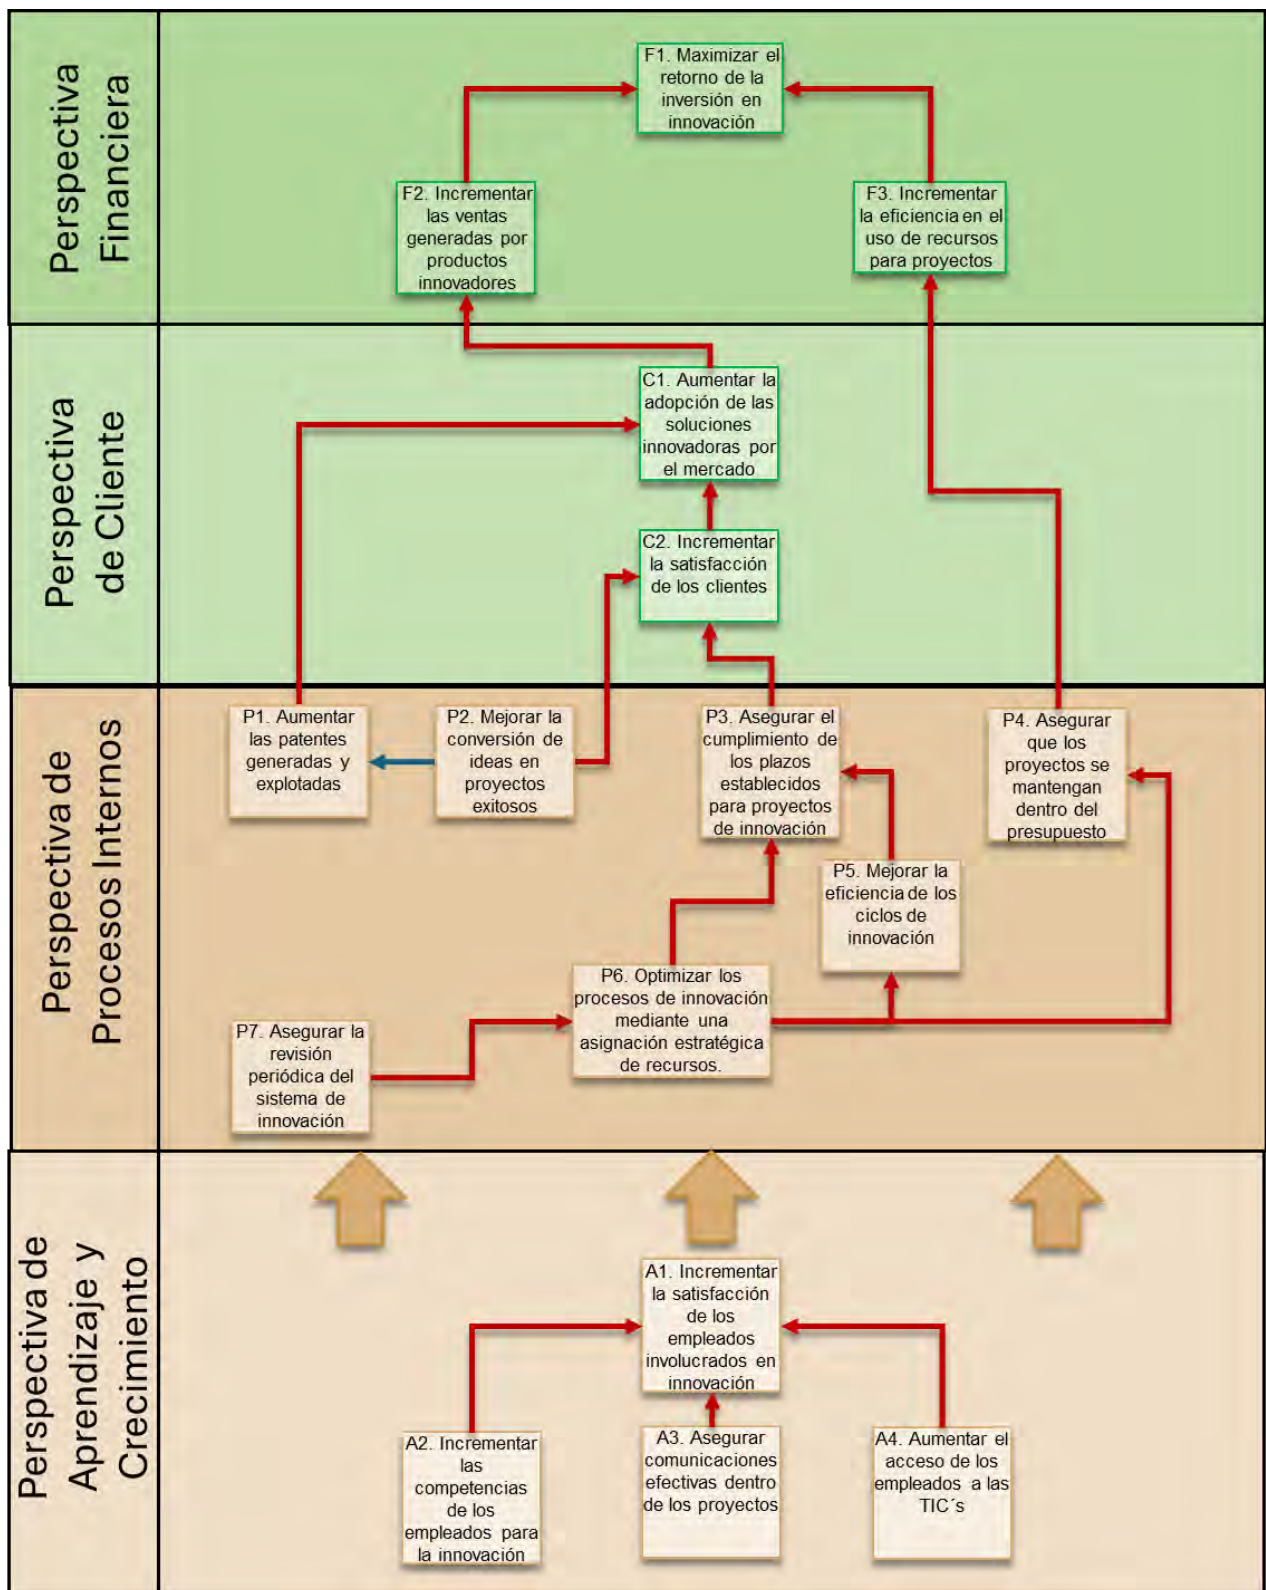 Perspectiva
Financiera
F1. Maximizar el
retorno de la
inversión en
innovación
F2. Incrementar
las ventas
generadas por
productos
innovadores
F3. Incrementar
la eficiencia en el
uso de recursos
para proyectos
Perspectiva
de Cliente
C1. Aumentar la
adopción de las
soluciones
innovadoras por
el mercado
C2. Incrementar
la satisfacción
de los clientes
Perspectiva de
Procesos Internos
P1. Aumentar
las patentes
generadas y
explotadas
P2. Mejorar la
conversión de
ideas en
proyectos
exitosos
P3. Asegurar el
cumplimiento de
los plazos
establecidos
para proyectos
de innovación
P4. Asegurar
que los
proyectos se
mantengan
dentro del
presupuesto
P5. Mejorar la
eficiencia de los
ciclos de
innovación
P6. Optimizar los
procesos de innovación
mediante una
asignación estratégica
de recursos.
P7. Asegurar la
revisión
periódica del
sistema de
innovación
Perspectiva de
Aprendizaje y
Crecimiento
A1. Incrementar
la satisfacción
de los
empleados
involucrados en
innovación
A2. Incrementar
las
competencias
de los
empleados para
la innovación
A3. Asegurar
comunicaciones
efectivas dentro
de los proyectos
A4. Aumentar el
acceso de los
empleados a las
TIC´s